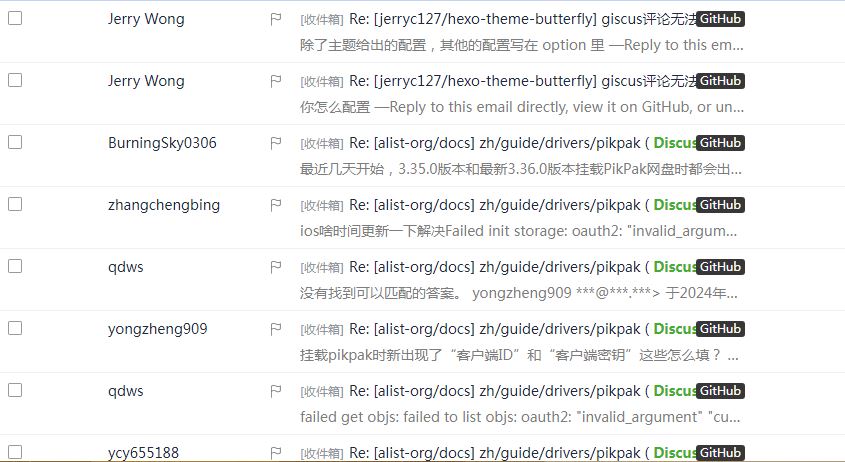 Jerry Wong [收件箱] Re: [jerryc127/hexo-theme-butterfly] giscus评论无法 GitHub
除了主题给出的配置，其他的配置写在 option 里 —Reply to this em...
Jerry Wong [收件箱] Re: [jerryc127/hexo-theme-butterfly] giscus评论无法 GitHub
你怎么配置 —Reply to this email directly, view it on GitHub, or un...
BurningSky0306 [收件箱] Re: [alist-org/docs] zh/guide/drivers/pikpak ( Discus GitHub
最近几天开始，3.35.0版本和最新3.36.0版本挂载PikPak网盘时都会出...
zhangchengbing [收件箱] Re: [alist-org/docs] zh/guide/drivers/pikpak ( Discus GitHub
ios啥时间更新一下解决Failed init storage: oauth2: "invalid_argum...
qdws [收件箱] Re: [alist-org/docs] zh/guide/drivers/pikpak ( Discus GitHub
没有找到可以匹配的答案。 yongzheng909 ***@***.***> 于2024年...
yongzheng909 [收件箱] Re: [alist-org/docs] zh/guide/drivers/pikpak ( Discus GitHub
挂载pikpak时新出现了“客户端ID”和“客户端密钥”这些怎么填？ ...
qdws [收件箱] Re: [alist-org/docs] zh/guide/drivers/pikpak ( Discus GitHub
failed get objs: failed to list objs: oauth2: "invalid_argument" "cu...
ycy655188 [收件箱] Re: [alist-org/docs] zh/guide/drivers/pikpak ( Discus GitHub